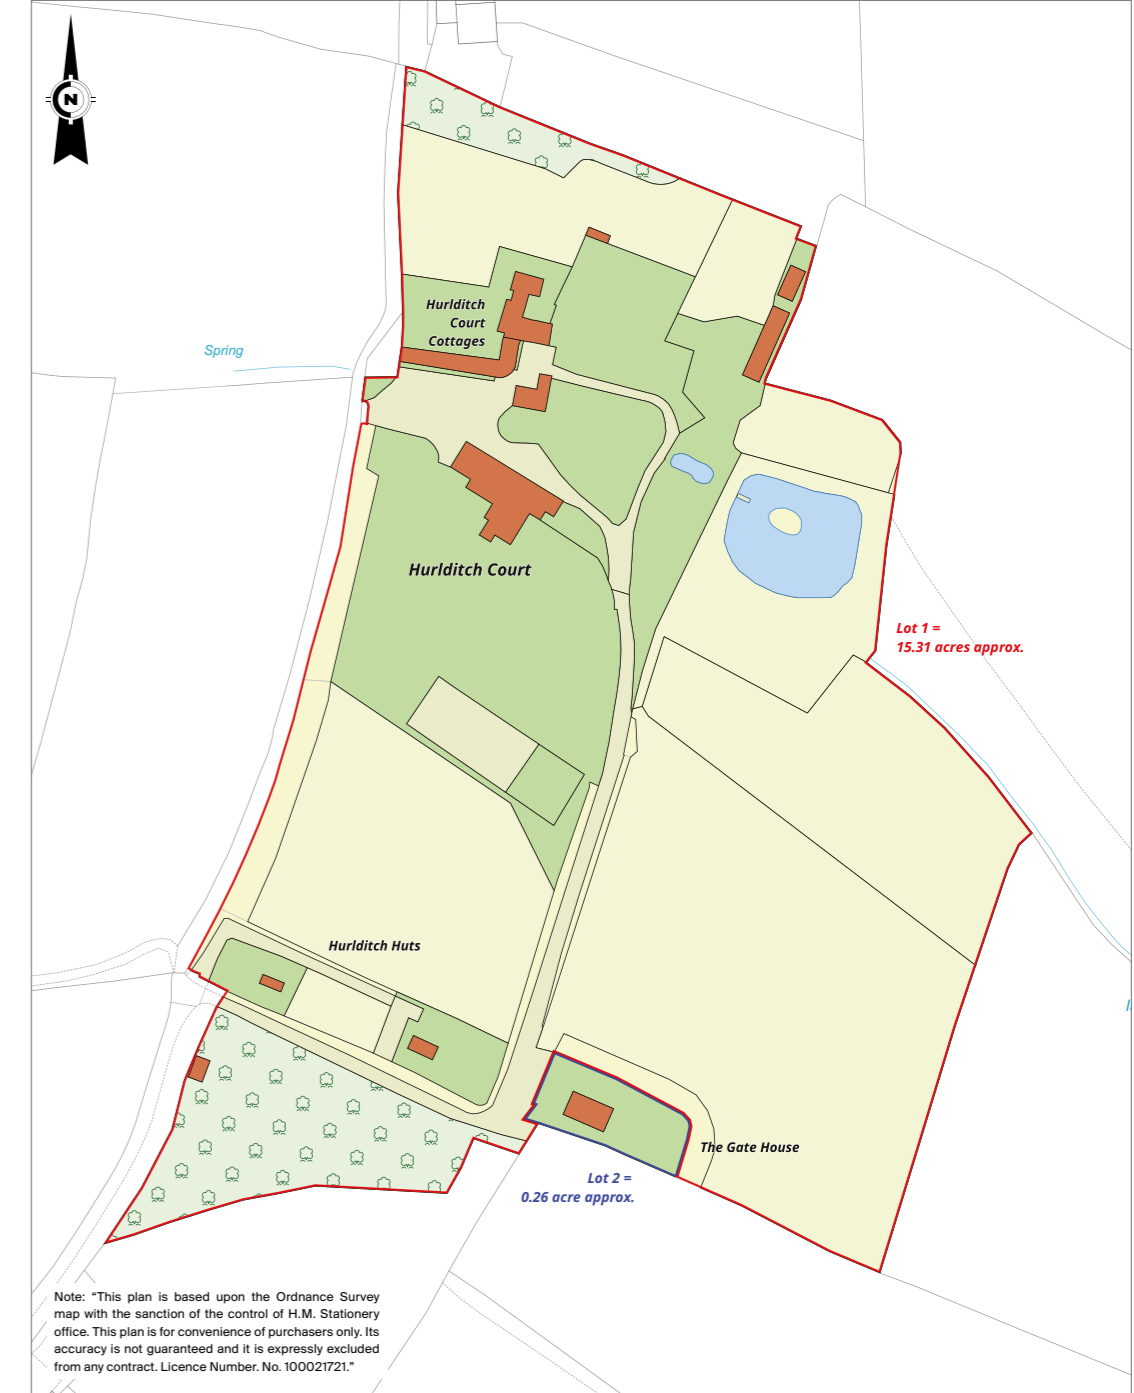 N
Hurlditch
Court
Cottages
Spring
Hurlditch Court
Lot 1 =
15.31 acres approx.
Hurlditch Huts
The Gate House
Lot 2 =
0.26 acre approx.
Note: “This plan is based upon the Ordnance Survey
map with the sanction of the control of H.M. Stationery
office. This plan is for convenience of purchasers only. Its
accuracy is not guaranteed and it is expressly excluded
from any contract. Licence Number. No. 100021721.”